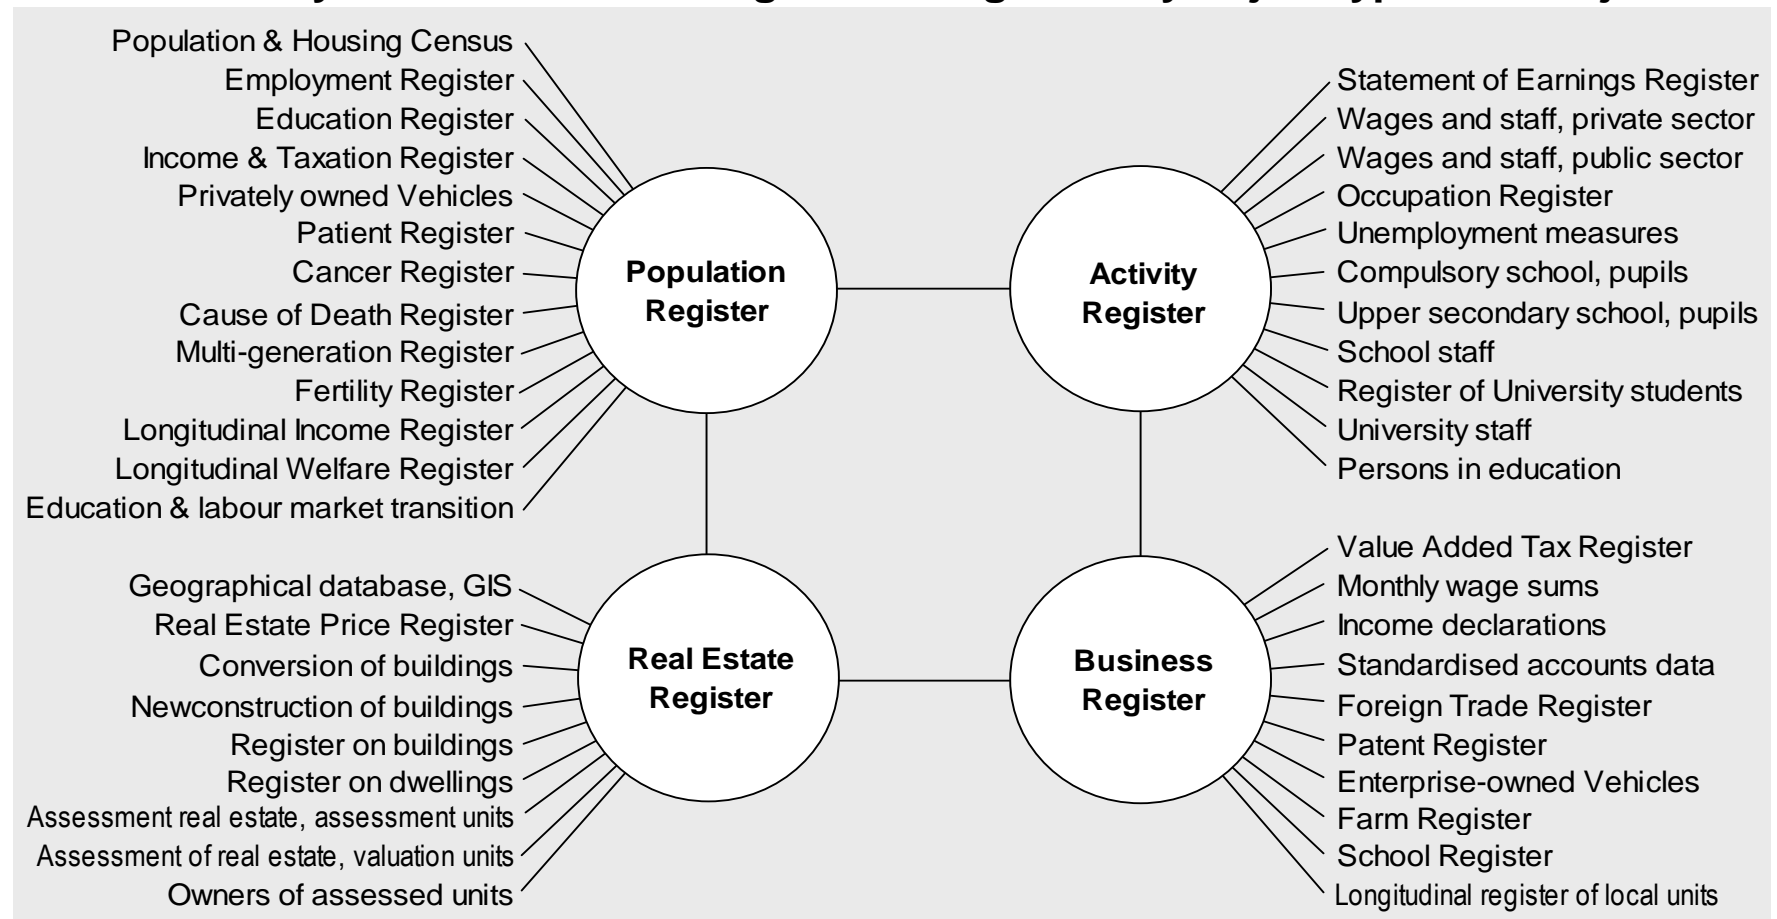 Population & Housing Census
Employment Register
Education Register
Income & Taxation Register
Privately owned Vehicles
Patient Register
Cancer Register
Cause of Death Register
Multi-generation Register
Fertility Register
Longitudinal Income Register
Longitudinal Welfare Register
Education & labour market transition
Population
Register
Activity
Register
Statement of Earnings Register
Wages and staff, private sector
Wages and staff, public sector
Occupation Register
Unemployment measures
Compulsory school, pupils
Upper secondary school, pupils
School staff
Register of University students
University staff
Persons in education
Geographical database, GIS
Real Estate Price Register
Conversion of buildings
Newconstruction of buildings
Register on buildings
Register on dwellings
Assessment real estate, assessment units
Assessment of real estate, valuation units
Owners of assessed units
Real Estate
Register
Business
Register
Value Added Tax Register
Monthly wage sums
Income declarations
Standardised accounts data
Foreign Trade Register
Patent Register
Enterprise-owned Vehicles
Farm Register
School Register
Longitudinal register of local units